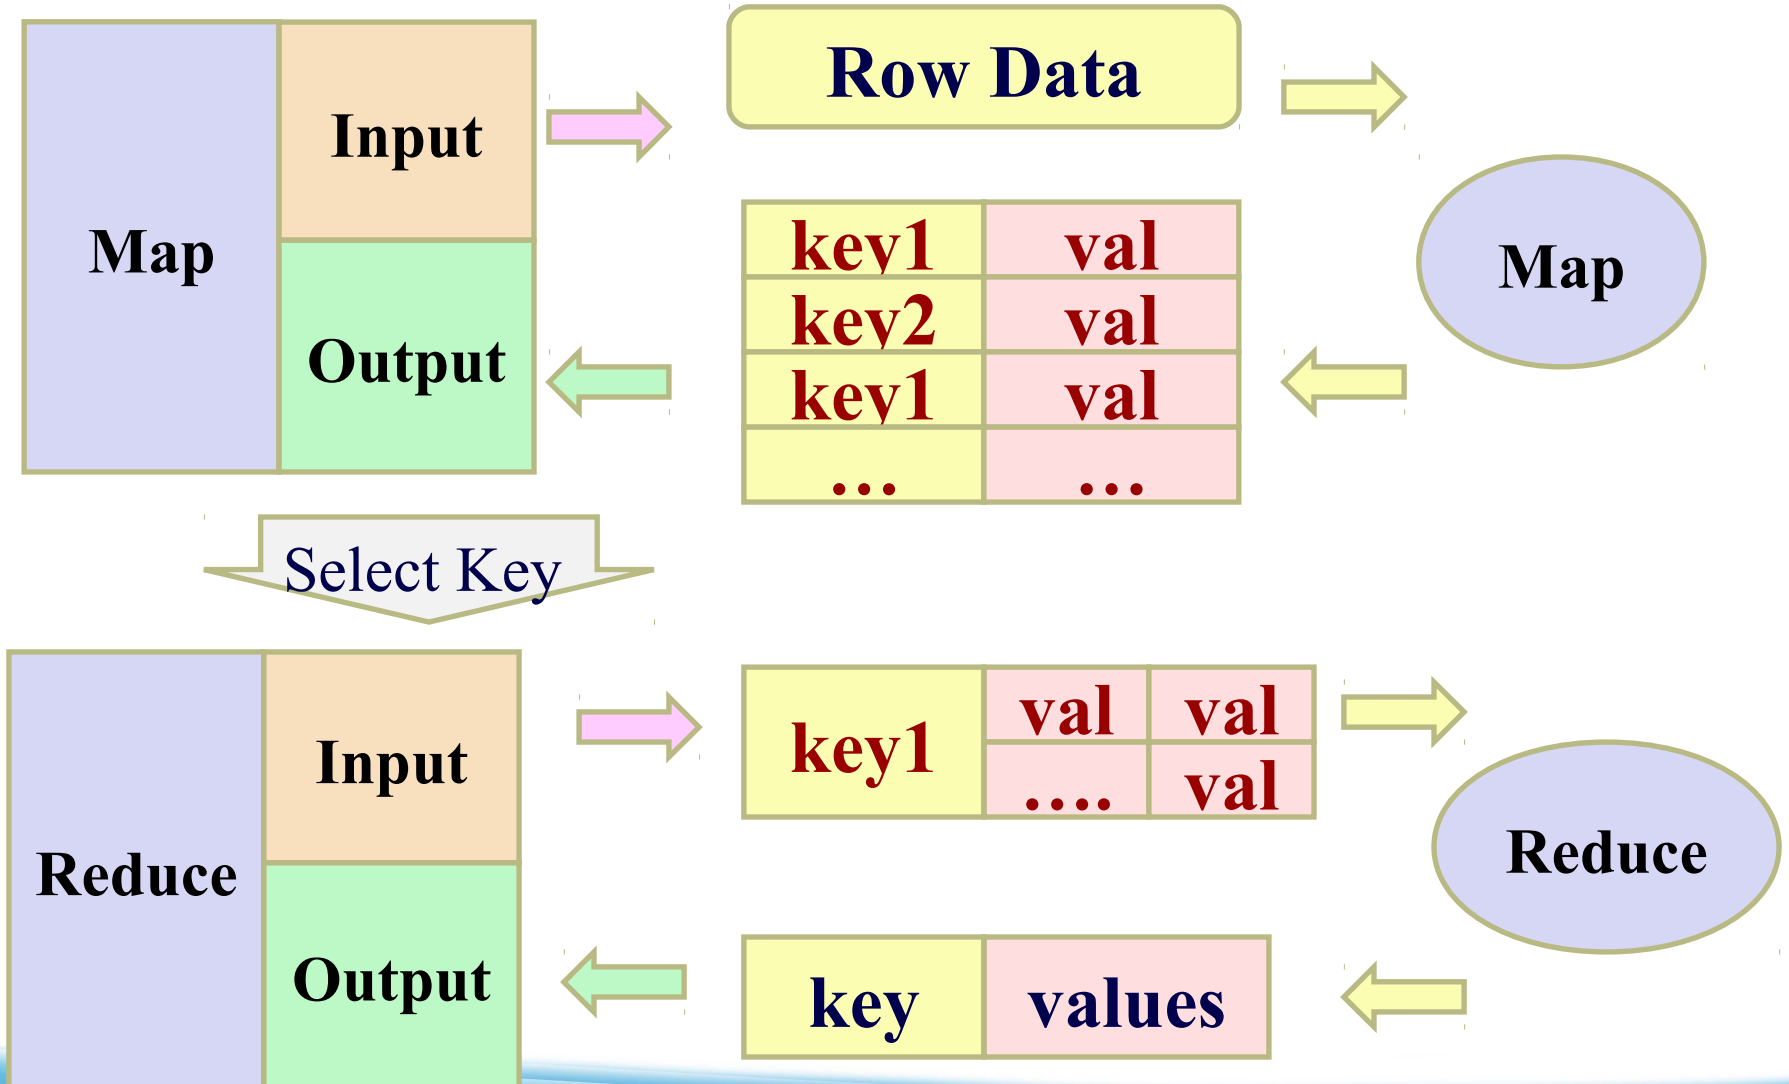 Map
Input
Output
Row Data
key1 val
key2 val
key1 val
... ...
Map
Select Key
Reduce
Input
Output
key1
val val
.... val
Reduce
key values